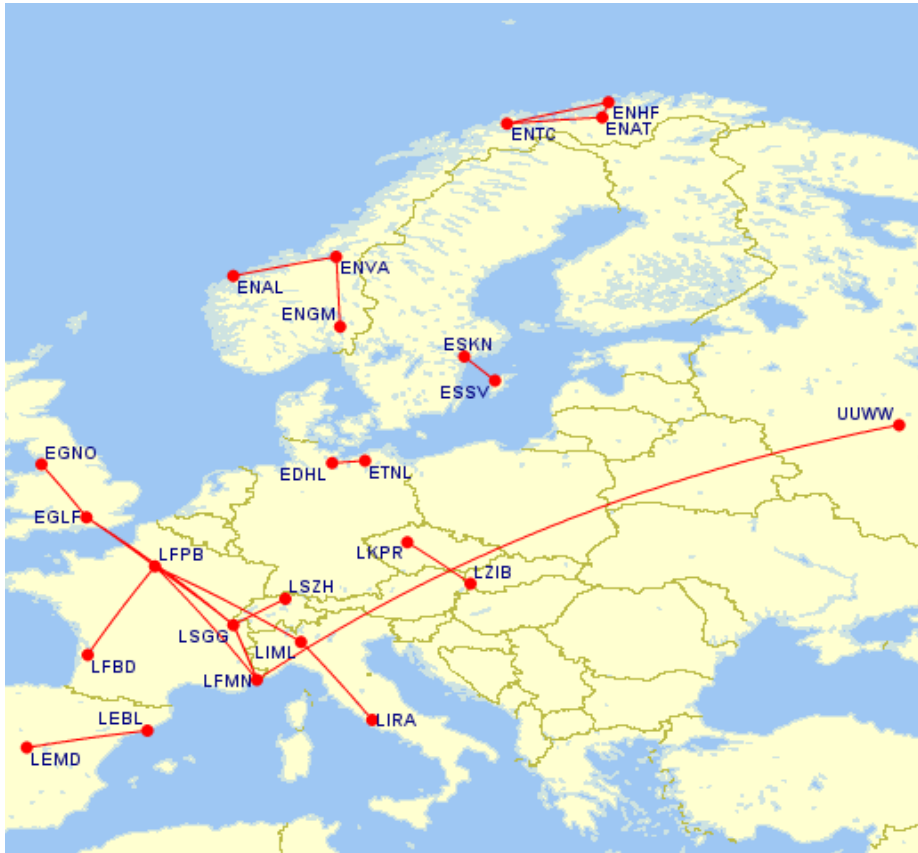 ENHF
ENTC
ENAT
ENVA
ENAL
ENGM
ESKN
ESSV
UUWW
EGNO
EDHL
ETNL
EGLF
LKPR
LFPB
LZIB
LSZH
LSGG
LIML
LFBD
LFMN
LEBL
LIRA
LEMD